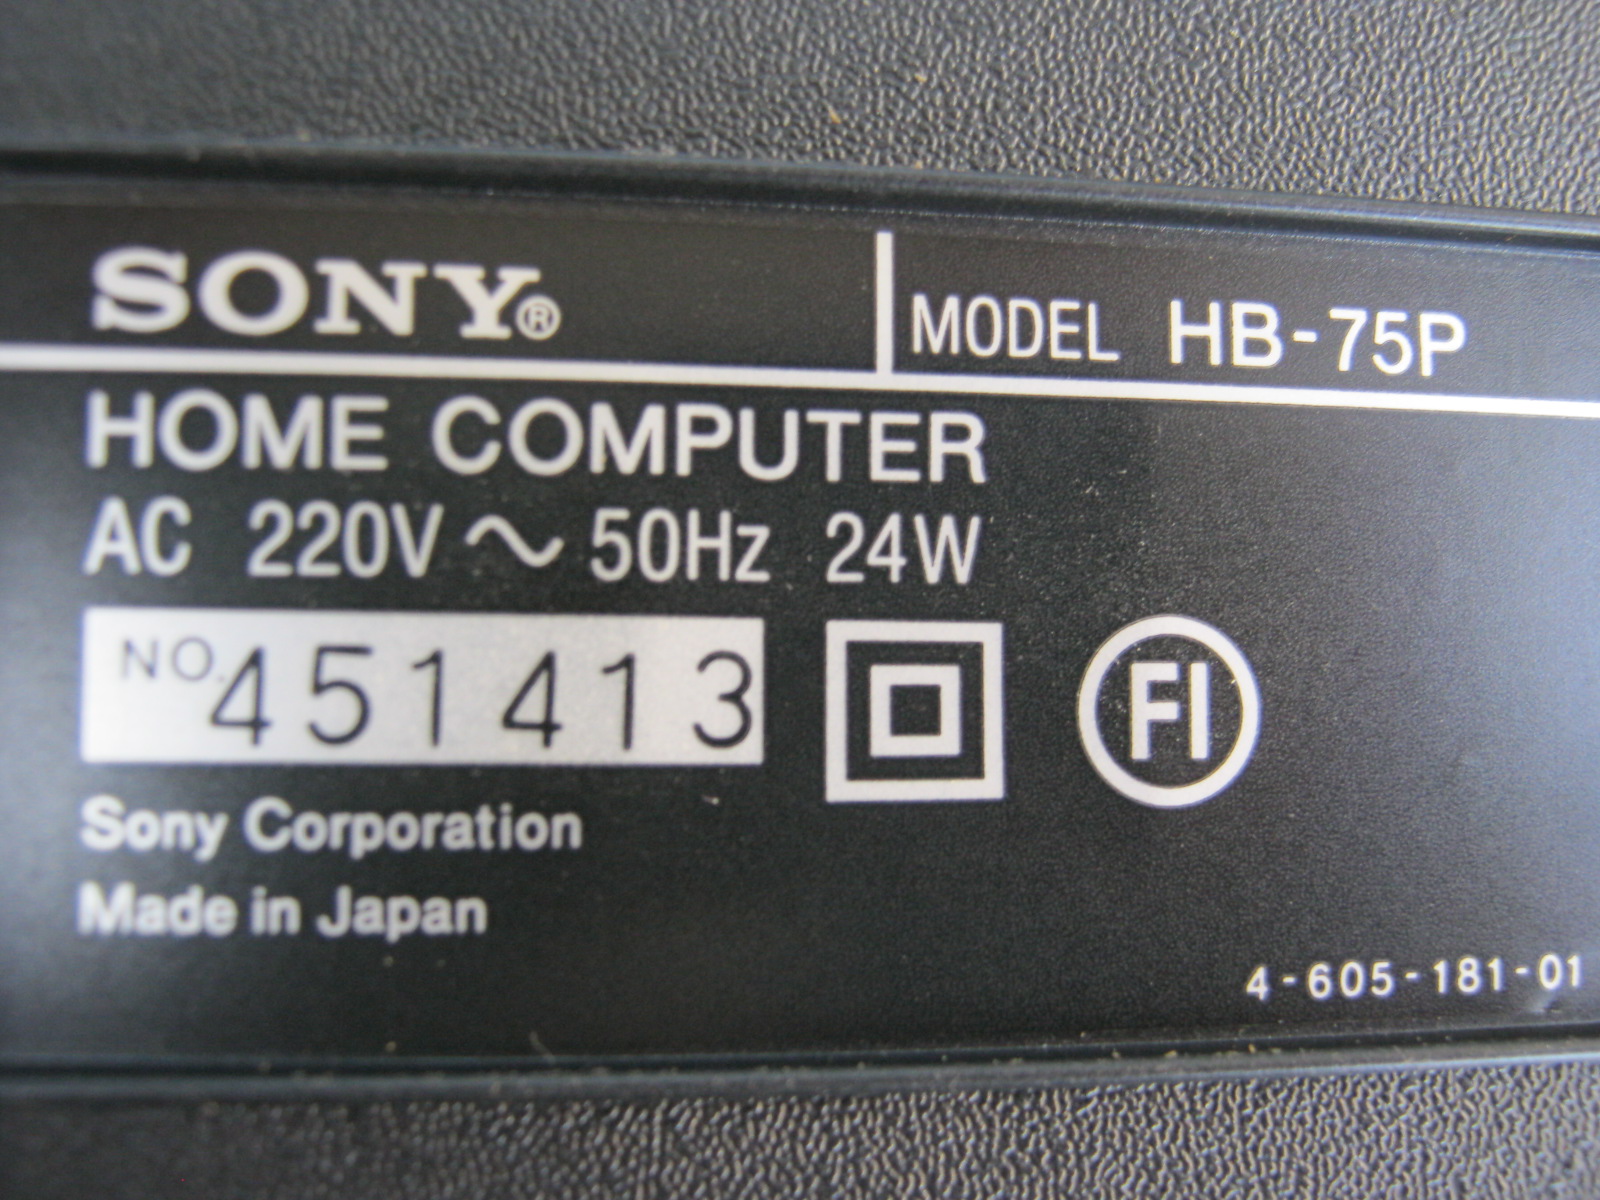 SONY®
MODEL HB-75P
HOME COMPUTER
AC 220V ~ 50Hz 24W
NO. 451413
FI
Sony Corporation
Made in Japan
4-605-181-01